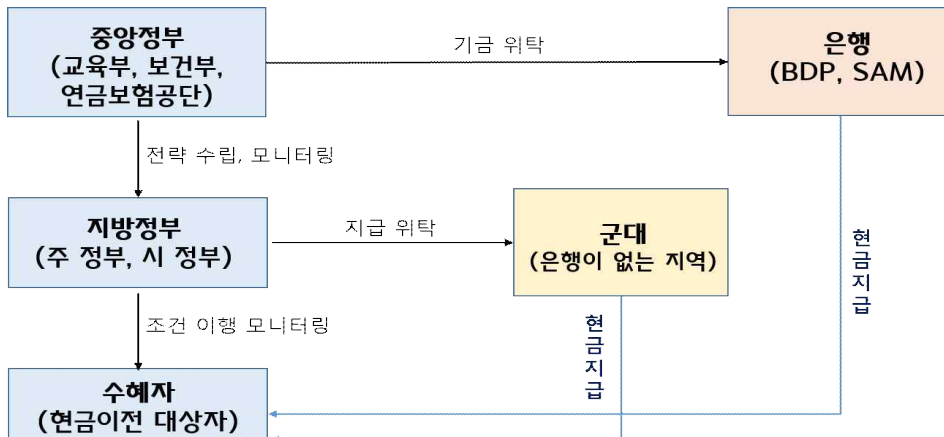 중앙정부
(교육부, 보건부,
연금보험공단)
기금 위탁
은행
(BDP, SAM)
전략 수립, 모니터링
지방정부
(주 정부, 시 정부)
지급 위탁
군대
(은행이 없는 지역)
현금지급
조건 이행 모니터링
현금지급
수혜자
(현금이전 대상자)